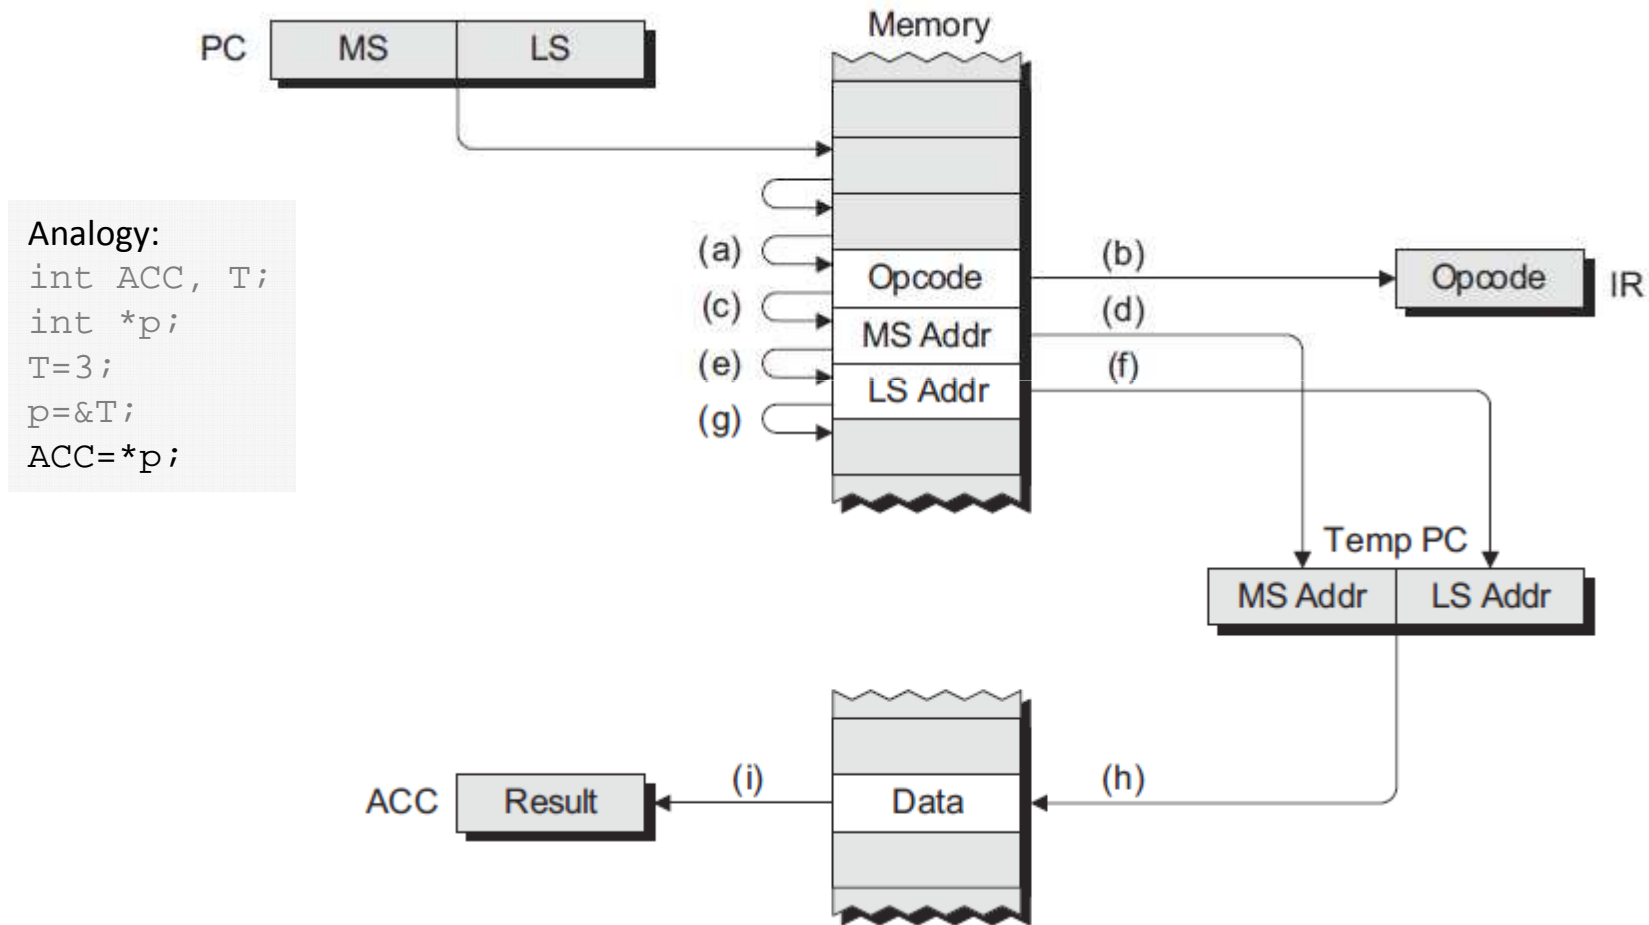 Memory
PC MS LS
Analogy:
int ACC, T;
int *p;
T=3;
p=&T;
ACC=*p;
(a)
Opcode
(b)
Opcode IR
(c)
MS Addr
(d)
(e)
LS Addr
(f)
(g)
Temp PC
MS Addr LS Addr
ACC Result
(i)
Data
(h)